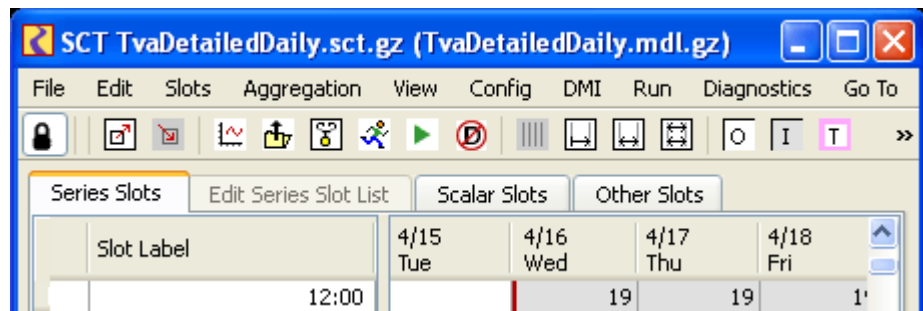 SCT TvaDetailedDaily.sct.gz (TvaDetailedDaily.mdl.gz)
File Edit Slots Aggregation View Config DMI Run Diagnostics Go To
D O I T »
Series Slots Edit Series Slot List Scalar Slots Other Slots
Slot Label 4/15 4/16 4/17 4/18
Tue Wed Thu Fri
12:00 19 19